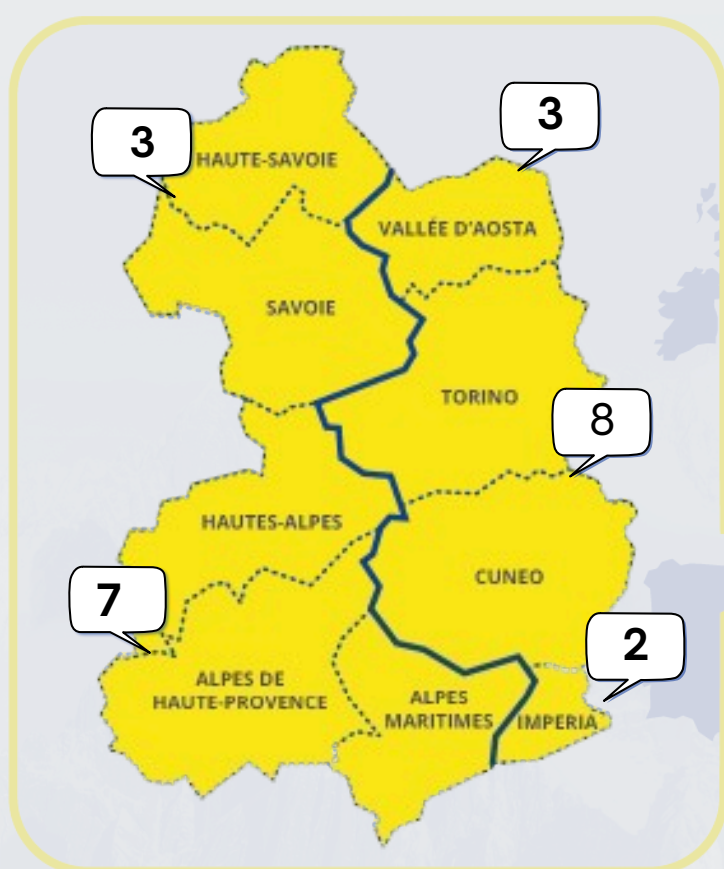 3
3
HAUTE-SAVOIE
VALLÉE D'AOSTA
SAVOIE
TORINO
8
HAUTES-ALPES
CUNEO
7
2
ALPES DE
HAUTE-PROVENCE
ALPES
MARITIMES
IMPERIA